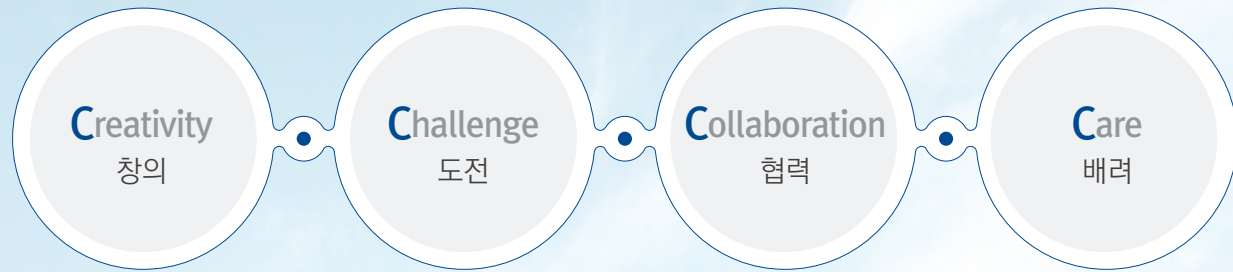 Creativity
창의
Challenge
도전
Collaboration
협력
Care
배려